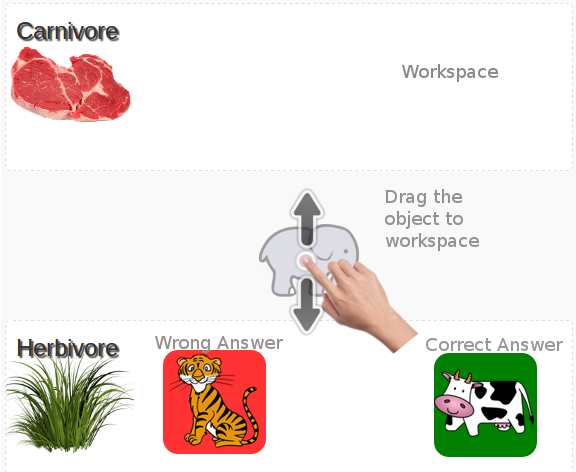 Carnivore
Workspace
Drag the
object to
workspace
Herbivore
Wrong Answer
Correct Answer